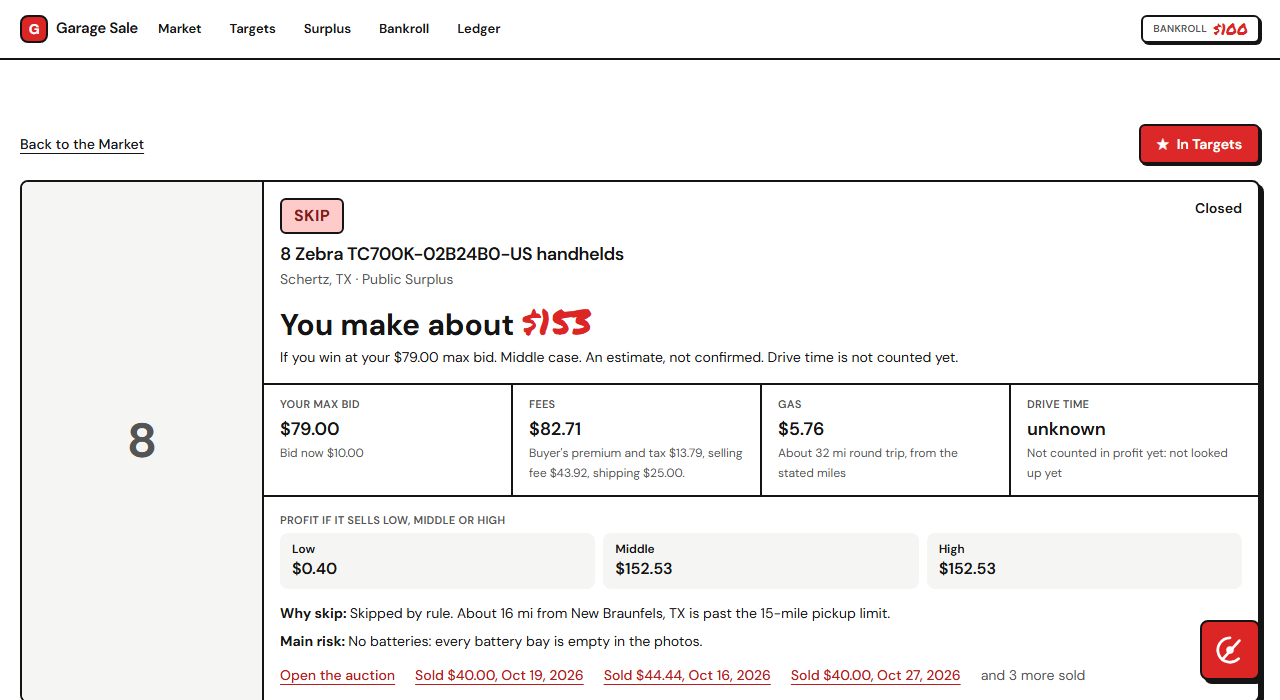 G Garage Sale Market Targets Surplus Bankroll Ledger BANKROLL $100
Back to the Market ★ In Targets
SKIP Closed
8 Zebra TC700K-02B24B0-US handhelds
Schertz, TX · Public Surplus
You make about $153
If you win at your $79.00 max bid. Middle case. An estimate, not confirmed. Drive time is not counted yet.
8
YOUR MAX BID
$79.00
Bid now $10.00
FEES
$82.71
Buyer's premium and tax $13.79, selling
fee $43.92, shipping $25.00.
GAS
$5.76
About 32 mi round trip, from the
stated miles
DRIVE TIME
unknown
Not counted in profit yet: not looked
up yet
PROFIT IF IT SELLS LOW, MIDDLE OR HIGH
Low
$0.40
Middle
$152.53
High
$152.53
Why skip: Skipped by rule. About 16 mi from New Braunfels, TX is past the 15-mile pickup limit.
Main risk: No batteries: every battery bay is empty in the photos.
Open the auction Sold $40.00, Oct 19, 2026 Sold $44.44, Oct 16, 2026 Sold $40.00, Oct 27, 2026 and 3 more sold